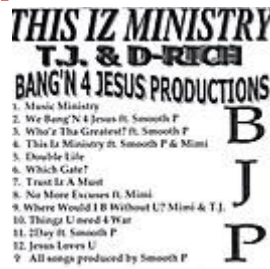 THIS IZ MINISTRY
T.J. & D-RICH
BANG'N 4 JESUS PRODUCTIONS
1. Music Ministry
2. We Bang'N 4 Jesus ft. Smooth P
3. Who'z Tha Greatest? ft. Smooth P
4. This Iz Ministry ft. Smooth P & Mimi
5. Double Life
6. Which Gate?
7. Trust Iz A Must
8. No More Excuses ft. Mimi
9. Where Would I B Without U? Mimi & T.J.
10. Thingz U need 4 War
11. 2Day ft. Smooth P
12. Jesus Loves U
9 All songs produced by Smooth P
B
J
P